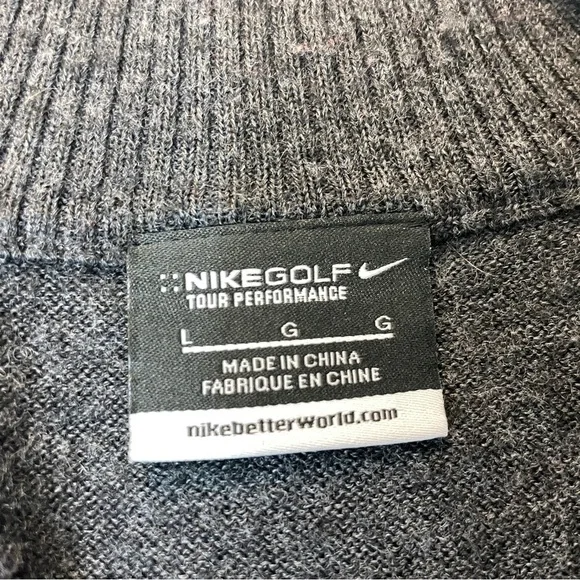 NIKEGOLF
TOUR PERFORMANCE
L G G
MADE IN CHINA
FABRIQUE EN CHINE
nikebetterworld.com